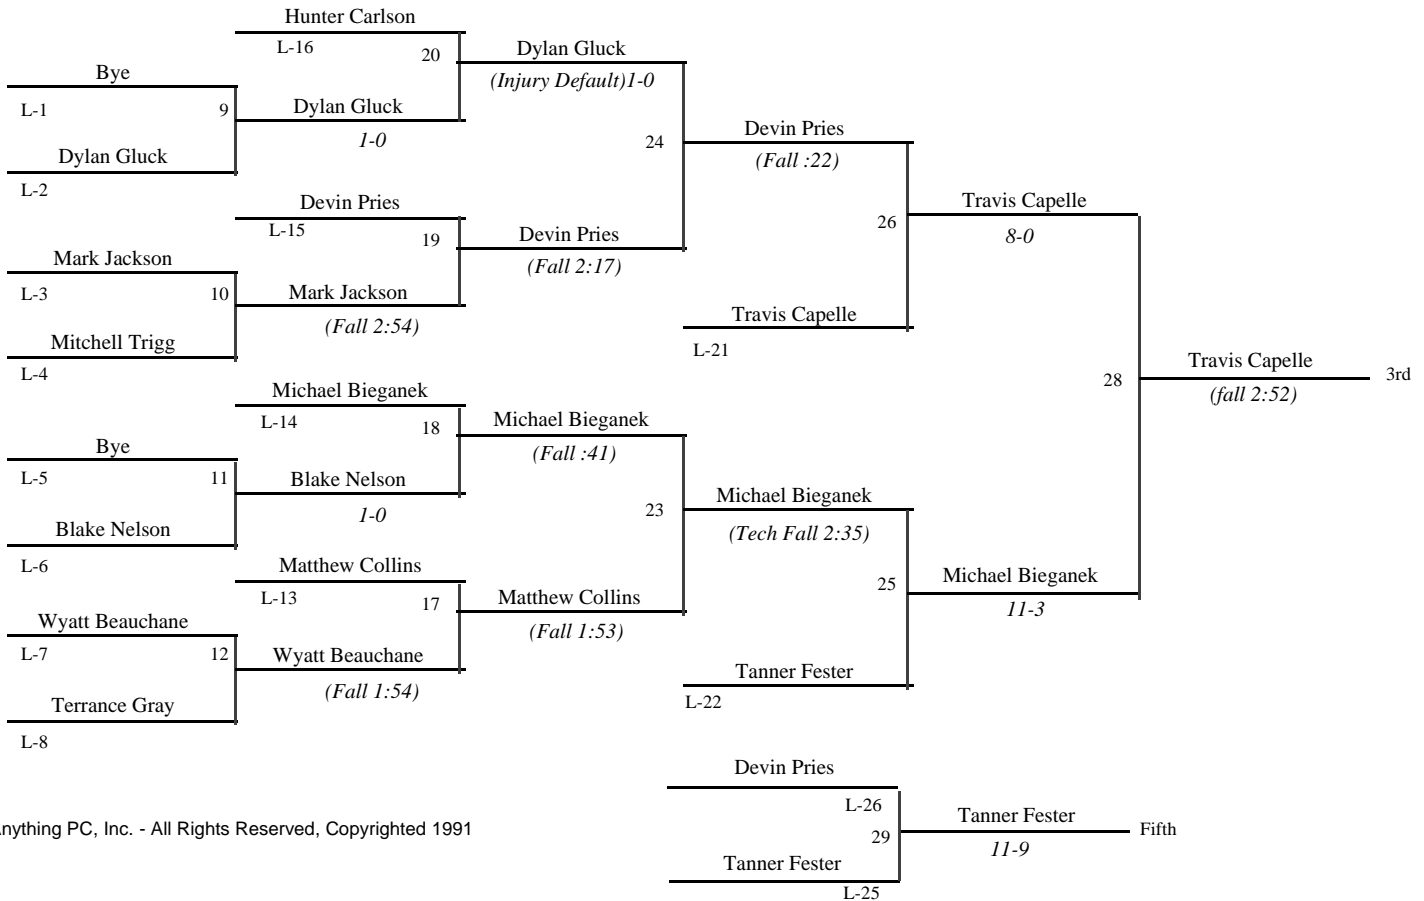 Hunter Carlson
L-16
20
Dylan Gluck
(Injury Default)1-0
Bye
L-1
9
Dylan Gluck
1-0
Dylan Gluck
L-2
24
Devin Pries
(Fall :22)
Devin Pries
L-15
19
Devin Pries
(Fall 2:17)
Mark Jackson
L-3
10
Mark Jackson
(Fall 2:54)
Mitchell Trigg
L-4
26
Travis Capelle
8-0
Travis Capelle
L-21
28
Travis Capelle
(fall 2:52)
3rd
Michael Bieganek
L-14
18
Michael Bieganek
(Fall :41)
Bye
L-5
11
Blake Nelson
1-0
Blake Nelson
L-6
23
Michael Bieganek
(Tech Fall 2:35)
Matthew Collins
L-13
17
Matthew Collins
(Fall 1:53)
25
Michael Bieganek
11-3
Wyatt Beauchane
L-7
12
Wyatt Beauchane
(Fall 1:54)
Terrance Gray
L-8
Tanner Fester
L-22
Devin Pries
L-26
29
Tanner Fester
11-9
Fifth
Tanner Fester
L-25
nything PC, Inc. - All Rights Reserved, Copyrighted 1991